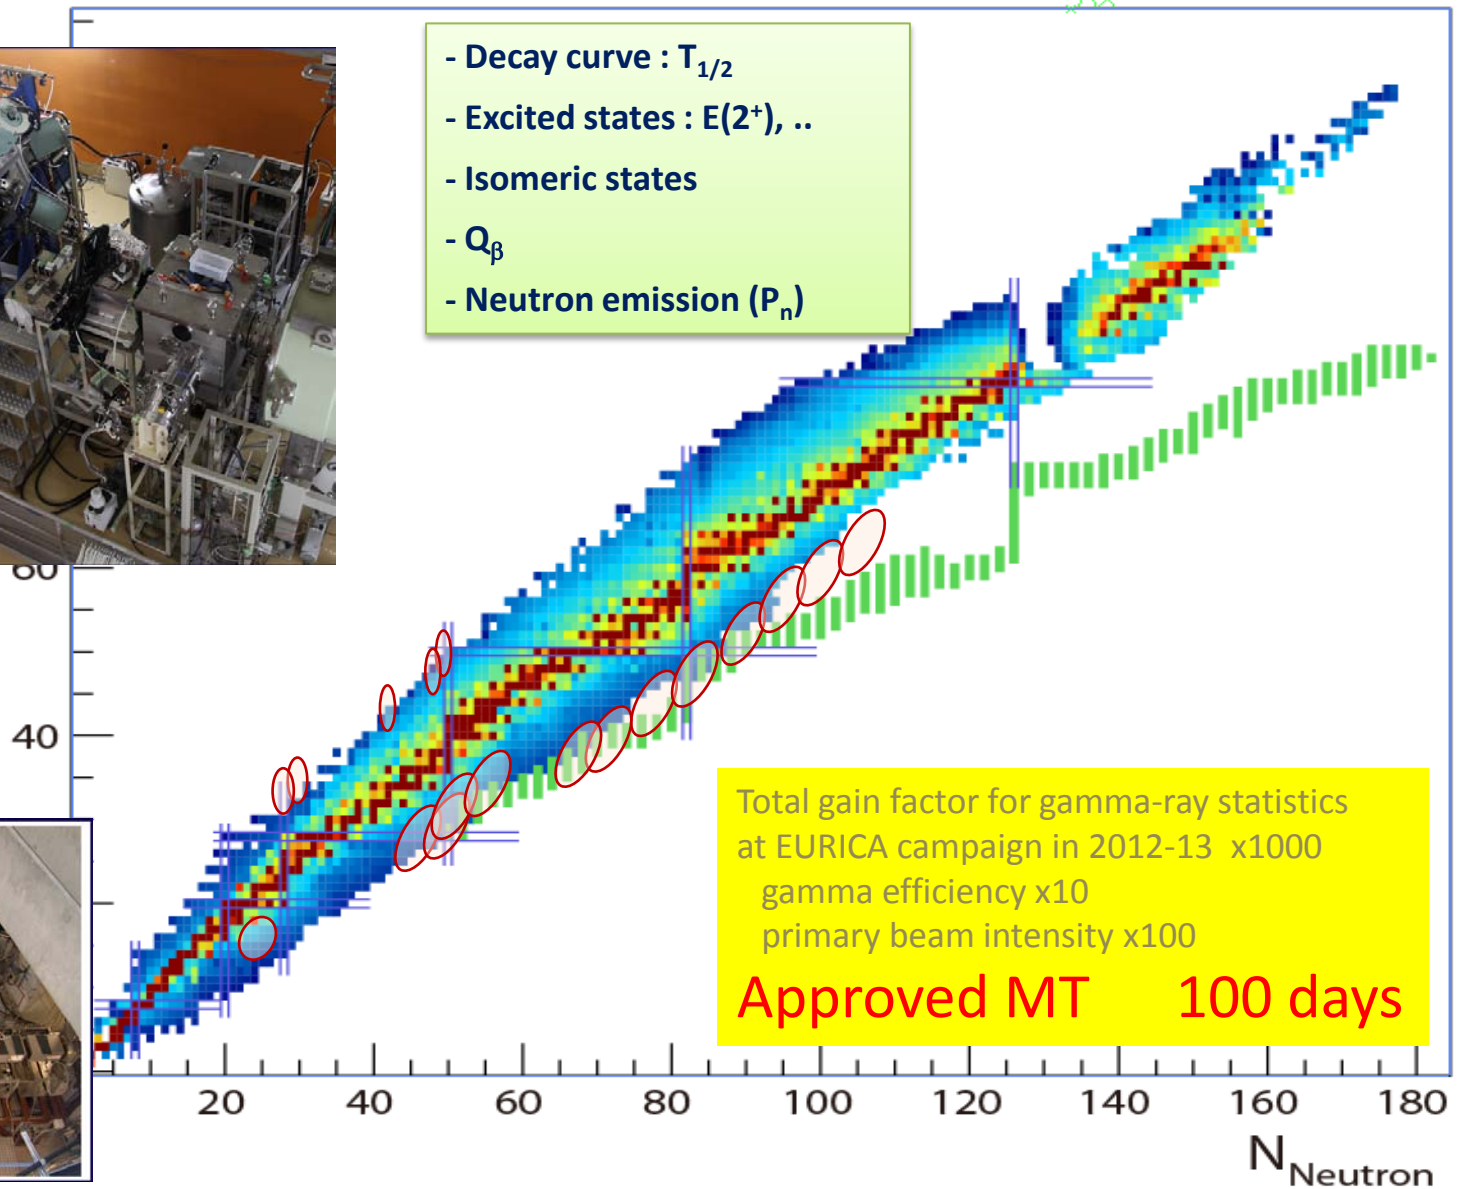 - Decay curve : T1/2
- Excited states : E(2+), ..
- Isomeric states
- Qβ
- Neutron emission (Pn)
60
40
Total gain factor for gamma-ray statistics
at EURICA campaign in 2012-13 x1000
gamma efficiency x10
primary beam intensity x100
Approved MT 100 days
20 40 60 80 100 120 140 160 180
NNeutron